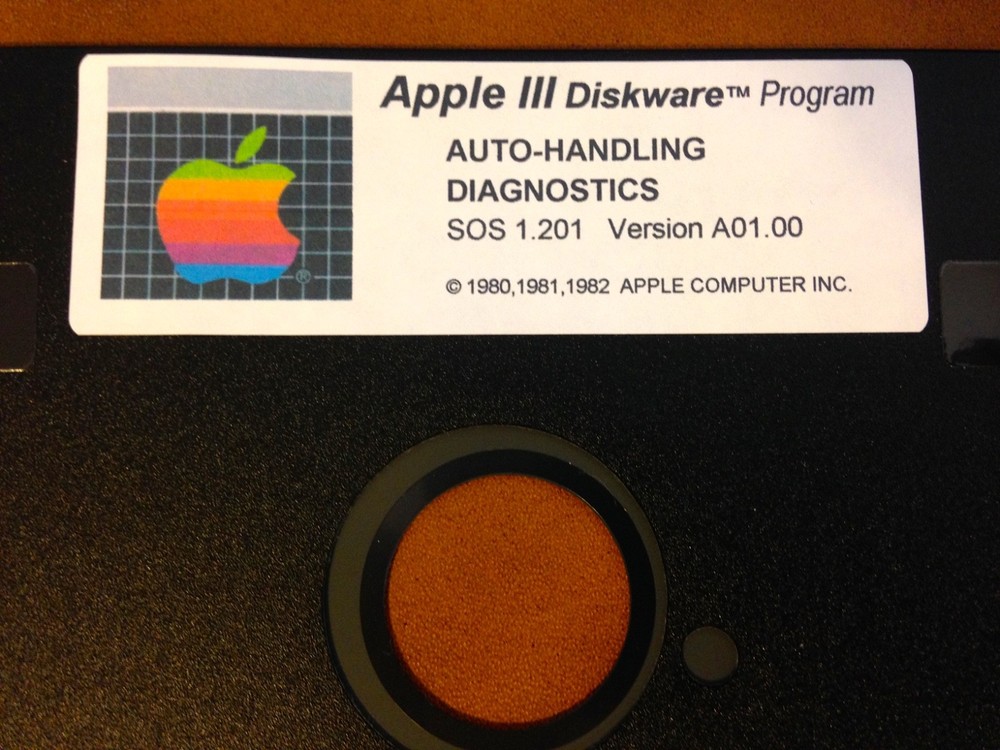 Apple III Diskware™ Program
AUTO-HANDLING
DIAGNOSTICS
SOS 1.201 Version A01.00
© 1980,1981,1982 APPLE COMPUTER INC.
®